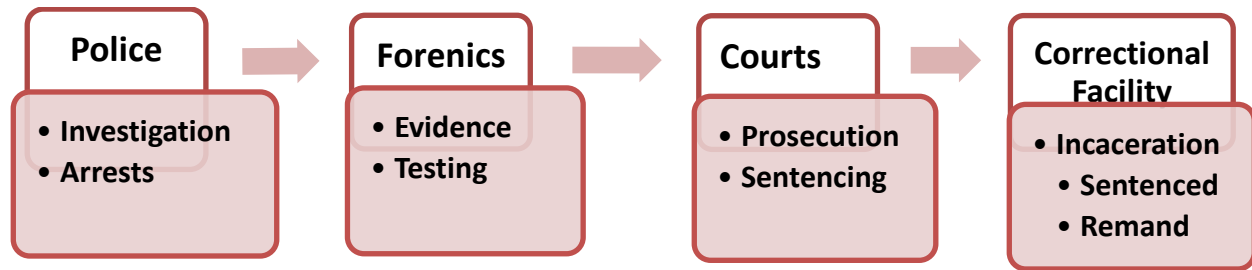 Police
• Investigation
• Arrests
Forenics
• Evidence
• Testing
Courts
• Prosecution
• Sentencing
Correctional
Facility
• Incaceration
• Sentenced
• Remand